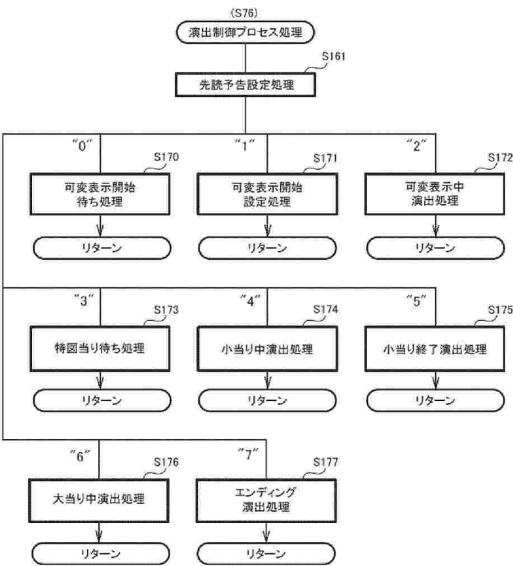 (S76)
演出制御プロセス処理
S161
先読予告設定処理
"0"
"1"
"2"
S170
S171
S172
可変表示開始
待ち処理
可変表示開始
設定処理
可変表示中
演出処理
リターン
リターン
リターン
"3"
"4"
"5"
S173
S174
S175
特図当り待ち処理
小当り中演出処理
小当り終了演出処理
リターン
リターン
リターン
"6"
"7"
S176
S177
大当り中演出処理
エンディング
演出処理
リターン
リターン